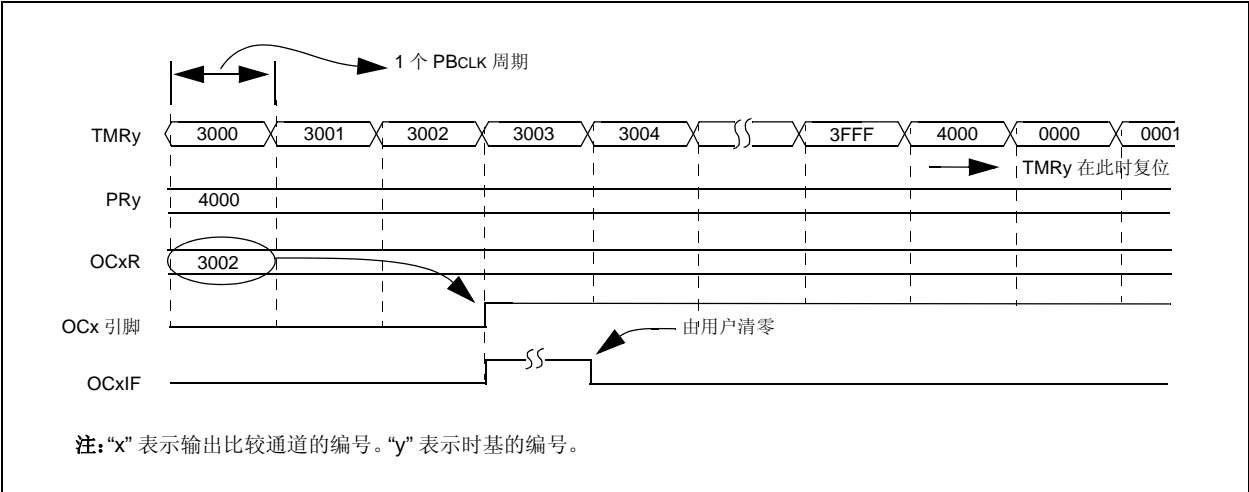 1 个 PBCLK 周期
TMRy 3000 3001 3002 3003 3004 3FFF 4000 0000 0001
TMRy 在此时复位
PRy 4000
OCxR 3002
OCx 引脚
由用户清零
OCxIF
注:“x” 表示输出比较通道的编号。“y” 表示时基的编号。